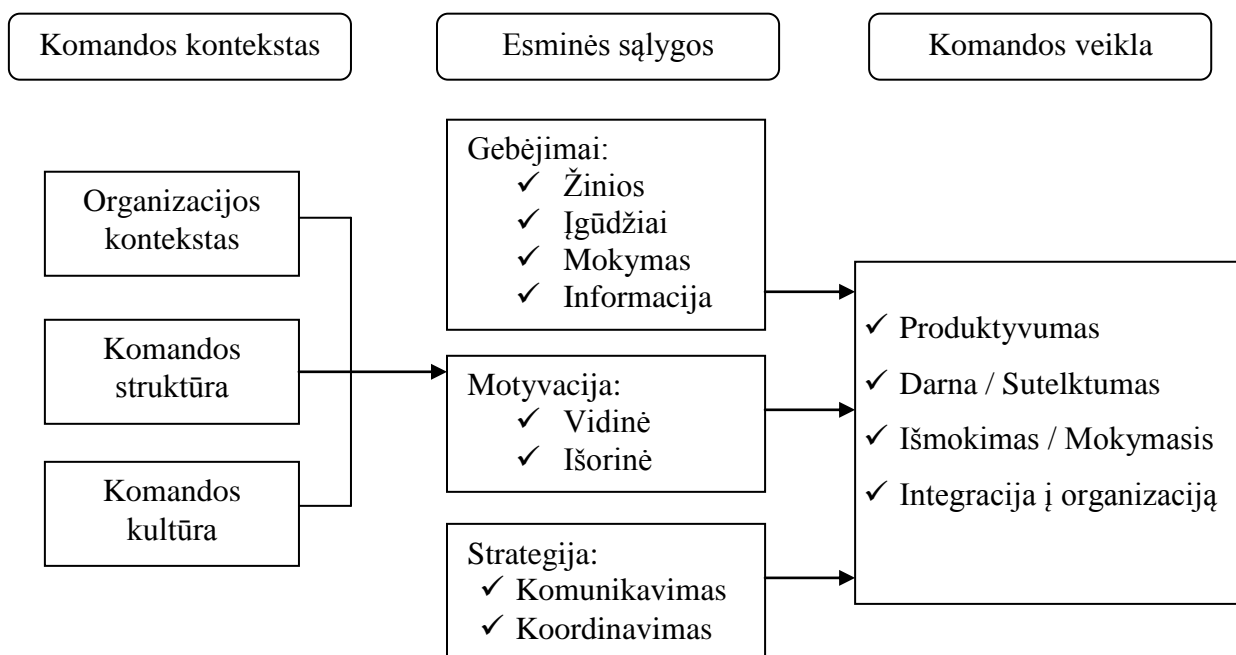 Komandos kontekstas
Esminės sąlygos
Komandos veikla
Organizacijos
kontekstas
Komandos
struktūra
Komandos
kultūra
Gebėjimai:
✓ Žinios
✓ Įgūdžiai
✓ Mokymas
✓ Informacija
Motyvacija:
✓ Vidinė
✓ Išorinė
Strategija:
✓ Komunikavimas
✓ Koordinavimas
✓ Produktyvumas
✓ Darna / Sutelktumas
✓ Išmokimas / Mokymasis
✓ Integracija į organizaciją